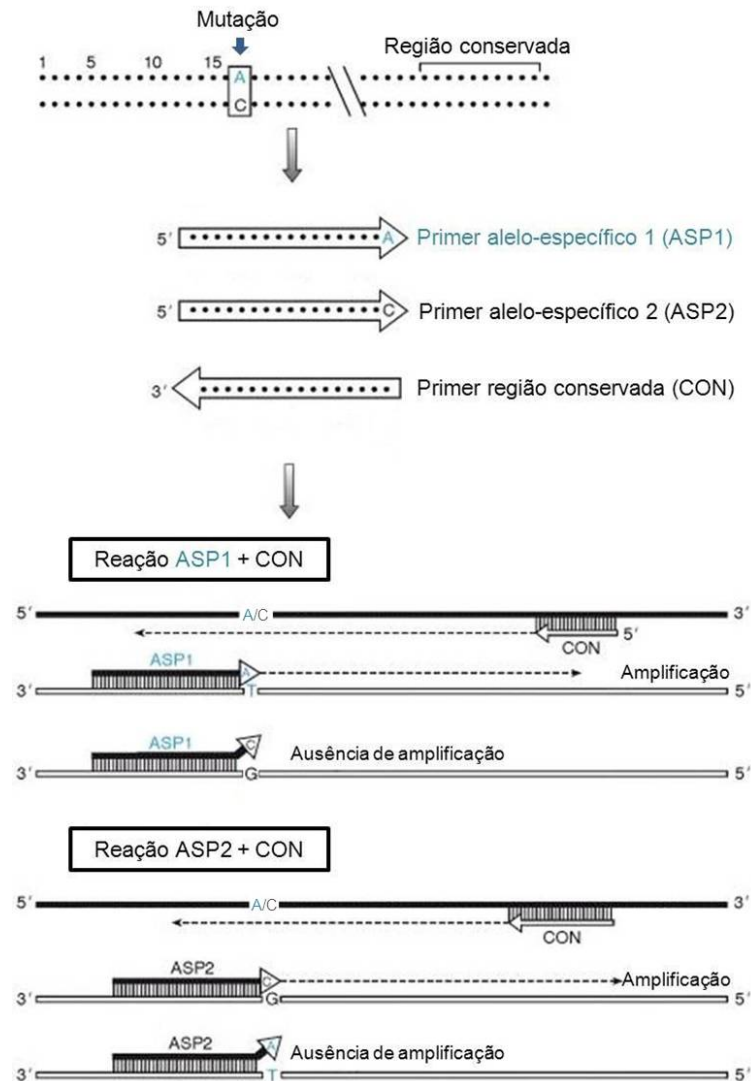 Mutação
Região conservada
1 5 10 15
A
C
5' A Primer alelo-específico 1 (ASP1)
5' C Primer alelo-específico 2 (ASP2)
3' Primer região conservada (CON)
Reação ASP1 + CON
5' A/C 3'
CON 5'
ASP1 A Amplificação
3' T 5'
ASP1 C Ausência de amplificação
3' G 5'
Reação ASP2 + CON
5' A/C 3'
CON
ASP2 C Amplificação
3' G 5'
ASP2 A Ausência de amplificação
3' T 5'